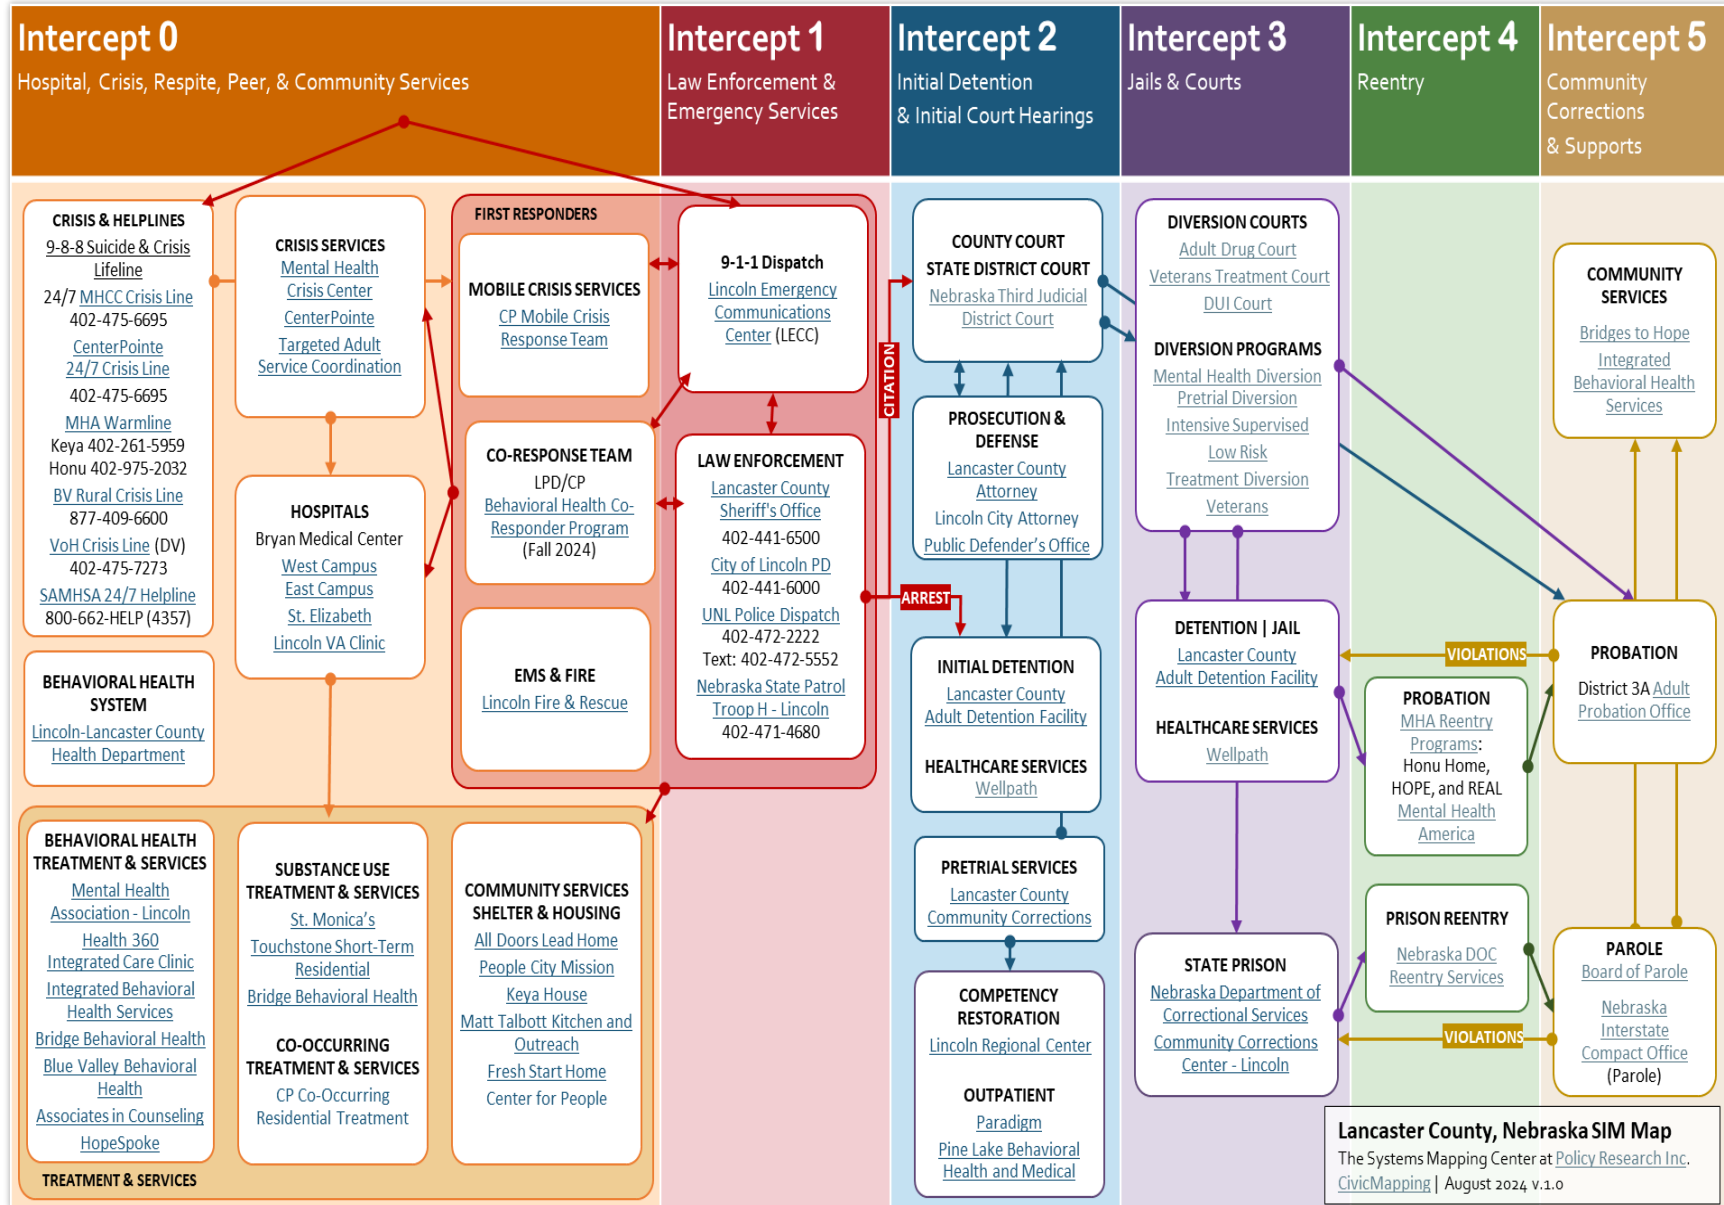 Intercept 0
Hospital, Crisis, Respite, Peer, & Community Services
Intercept 1
Law Enforcement &
Emergency Services
Intercept 2
Initial Detention
& Initial Court Hearings
Intercept 3
Jails & Courts
Intercept 4
Reentry
Intercept 5
Community
Corrections
& Supports
CRISIS & HELPLINES
9-8-8 Suicide & Crisis
Lifeline
24/7 MHCC Crisis Line
402-475-6695
CenterPointe
24/7 Crisis Line
402-475-6695
MHA Warmline
Keya 402-261-5959
Honu 402-975-2032
BV Rural Crisis Line
877-409-6600
VoH Crisis Line (DV)
402-475-7273
SAMHSA 24/7 Helpline
800-662-HELP (4357)
BEHAVIORAL HEALTH
SYSTEM
Lincoln-Lancaster County
Health Department
CRISIS SERVICES
Mental Health
Crisis Center
CenterPointe
Targeted Adult
Service Coordination
HOSPITALS
Bryan Medical Center
West Campus
East Campus
St. Elizabeth
Lincoln VA Clinic
FIRST RESPONDERS
MOBILE CRISIS SERVICES
CP Mobile Crisis
Response Team
CO-RESPONSE TEAM
LPD/CP
Behavioral Health Co-
Responder Program
(Fall 2024)
EMS & FIRE
Lincoln Fire & Rescue
9-1-1 Dispatch
Lincoln Emergency
Communications
Center (LECC)
LAW ENFORCEMENT
Lancaster County
Sheriff's Office
402-441-6500
City of Lincoln PD
402-441-6000
UNL Police Dispatch
402-472-2222
Text: 402-472-5552
Nebraska State Patrol
Troop H - Lincoln
402-471-4680
BEHAVIORAL HEALTH
TREATMENT & SERVICES
Mental Health
Association - Lincoln
Health 360
Integrated Care Clinic
Integrated Behavioral
Health Services
Bridge Behavioral Health
Blue Valley Behavioral
Health
Associates in Counseling
HopeSpoke
TREATMENT & SERVICES
SUBSTANCE USE
TREATMENT & SERVICES
St. Monica's
Touchstone Short-Term
Residential
Bridge Behavioral Health
CO-OCCURRING
TREATMENT & SERVICES
CP Co-Occurring
Residential Treatment
COMMUNITY SERVICES
SHELTER & HOUSING
All Doors Lead Home
People City Mission
Keya House
Matt Talbott Kitchen and
Outreach
Fresh Start Home
Center for People
CITATION
ARREST
COUNTY COURT
STATE DISTRICT COURT
Nebraska Third Judicial
District Court
PROSECUTION &
DEFENSE
Lancaster County
Attorney
Lincoln City Attorney
Public Defender's Office
INITIAL DETENTION
Lancaster County
Adult Detention Facility
HEALTHCARE SERVICES
Wellpath
PRETRIAL SERVICES
Lancaster County
Community Corrections
COMPETENCY
RESTORATION
Lincoln Regional Center
OUTPATIENT
Paradigm
Pine Lake Behavioral
Health and Medical
DIVERSION COURTS
Adult Drug Court
Veterans Treatment Court
DUI Court
DIVERSION PROGRAMS
Mental Health Diversion
Pretrial Diversion
Intensive Supervised
Low Risk
Treatment Diversion
Veterans
DETENTION | JAIL
Lancaster County
Adult Detention Facility
HEALTHCARE SERVICES
Wellpath
STATE PRISON
Nebraska Department of
Correctional Services
Community Corrections
Center - Lincoln
VIOLATIONS
PROBATION
MHA Reentry
Programs:
Honu Home,
HOPE, and REAL
Mental Health
America
PRISON REENTRY
Nebraska DOC
Reentry Services
VIOLATIONS
COMMUNITY
SERVICES
Bridges to Hope
Integrated
Behavioral Health
Services
PROBATION
District 3A Adult
Probation Office
PAROLE
Board of Parole
Nebraska
Interstate
Compact Office
(Parole)
Lancaster County, Nebraska SIM Map
The Systems Mapping Center at Policy Research Inc.
CivicMapping | August 2024 v.1.0